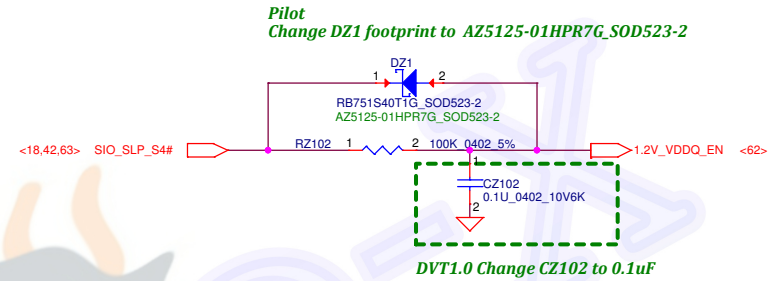 Pilot
Change DZ1 footprint to AZ5125-01HPR7G_SOD523-2
DZ1
1 2
RB751S40T1G_SOD523-2
AZ5125-01HPR7G_SOD523-2
<18,42,63> SIO_SLP_S4# RZ102 1 2 100K_0402_5% 1.2V_VDDQ_EN <62>
1
CZ102
0.1U_0402_10V6K
2
DVT1.0 Change CZ102 to 0.1uF